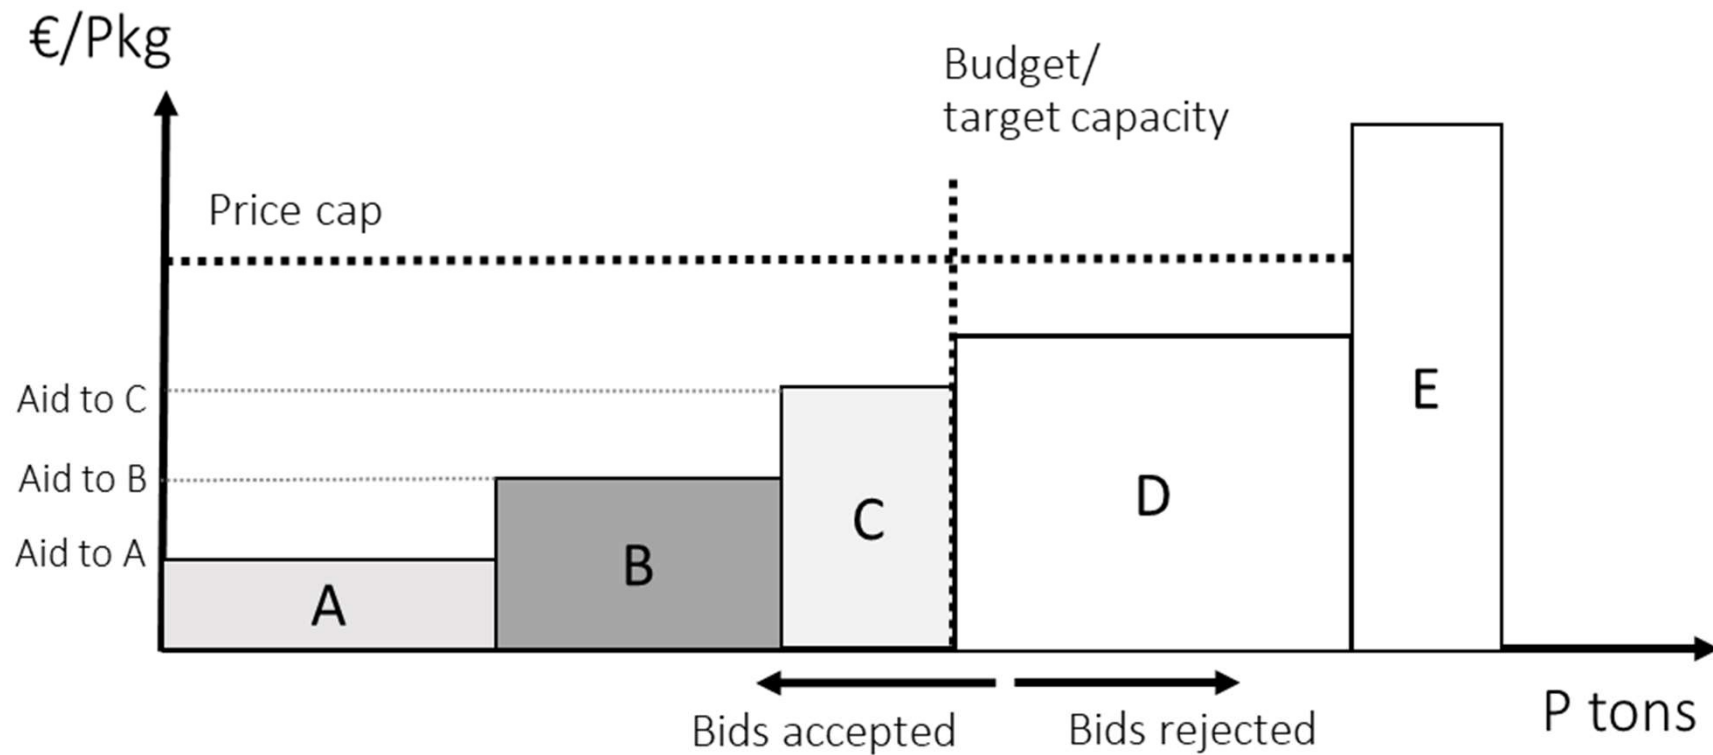 €/Pkg
Budget/
target capacity
Price cap
Aid to C
Aid to B
Aid to A
A
B
C
D
E
Bids accepted
Bids rejected
P tons